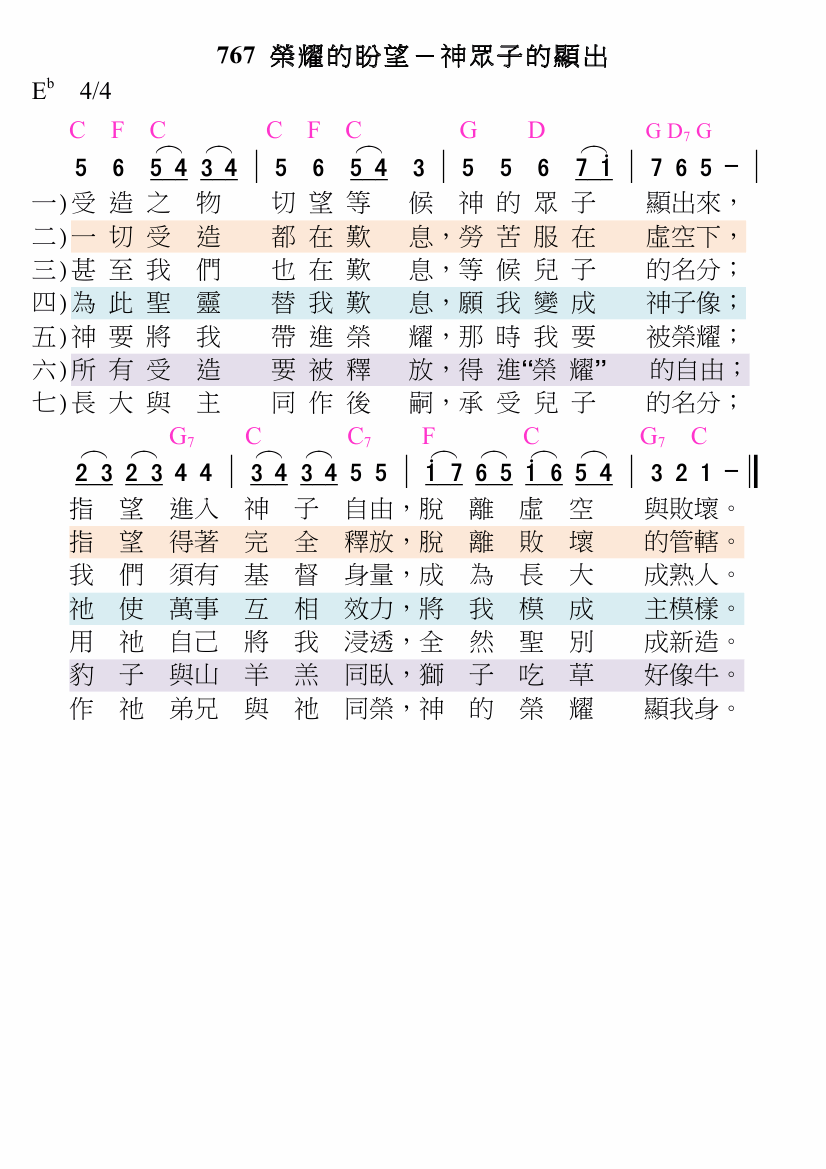 767 榮耀的盼望－神眾子的顯出
E♭ 4/4
C F C C F C G D G D7 G
5 6 5 4 3 4 | 5 6 5 4 3 | 5 5 6 7 i | 7 6 5 － |
一)受造之物 切望等候 神的眾子 顯出來，
二)一切受造 都在歎息，勞苦服在 虛空下，
三)甚至我們 也在歎息，等候兒子 的名分；
四)為此聖靈 替我歎息，願我變成 神子像；
五)神要將我 帶進榮耀，那時我要 被榮耀；
六)所有受造 要被釋放，得進“榮耀” 的自由；
七)長大與主 同作後嗣，承受兒子 的名分；
G7 C C7 F C G7 C
2 3 2 3 4 4 | 3 4 3 4 5 5 | i 7 6 5 i 6 5 4 | 3 2 1 － ‖
指望進入神子自由，脫離虛空 與敗壞。
指望得著完全釋放，脫離敗壞 的管轄。
我們須有基督身量，成為長大 成熟人。
祂使萬事互相效力，將我模成 主模樣。
用祂自己將我浸透，全然聖別 成新造。
豹子與山羊羔同臥，獅子吃草 好像牛。
作祂弟兄與祂同榮，神的榮耀 顯我身。